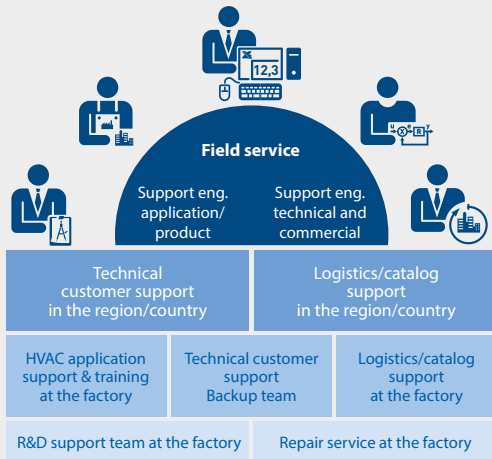 12,3
u
e
R
y
Field service
Support eng.
application/
product
Support eng.
technical and
commercial
Technical
customer support
in the region/country
Logistics/catalog
support
in the region/country
HVAC application
support & training
at the factory
Technical customer
support
Backup team
Logistics/catalog
support
at the factory
R&D support team at the factory
Repair service at the factory